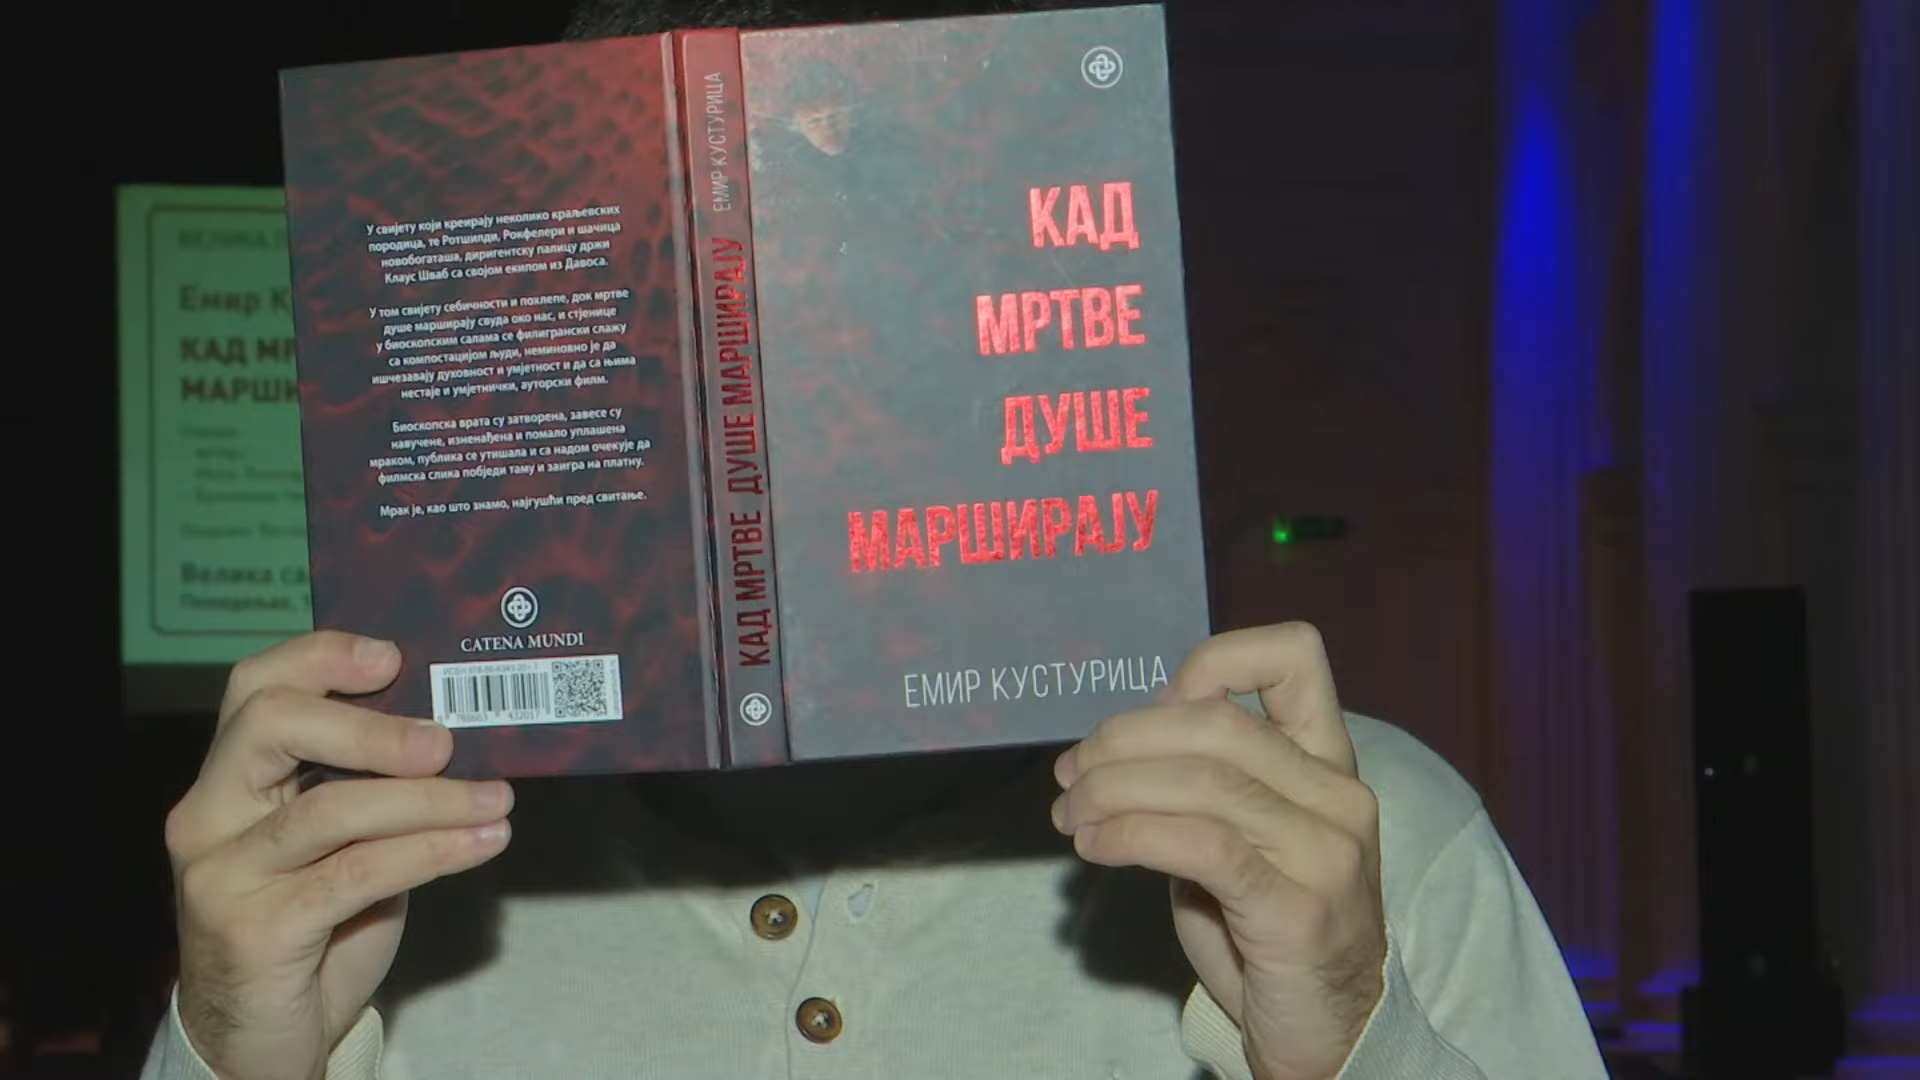 У свијету који креирају неколико краљевских
породица, те Ротшилди, Рокфелери и шачица
новобогаташа, диригентску палицу држи
Клаус Шваб са својом екипом из Давоса.
У том свијету себичности и похлепе, док мртве
душе марширају свуда око нас, и стјенице
у биоскопским салама се филигрански слажу
са компостацијом људи, неминовно је да
ишчезавају духовност и умјетност и да са њима
нестаје и умјетнички, ауторски филм.
Биоскопска врата су затворена, завесе су
навучене, изненађена и помало уплашена
мраком, публика се утишала и са надом очекује да
филмска слика побједи таму и заигра на платну.
Мрак је, као што знамо, најгушћи пред свитање.
CATENA MUNDI
ЕМИР КУСТУРИЦА
КАД МРТВЕ ДУШЕ МАРШИРАЈУ
КАД
МРТВЕ
ДУШЕ
МАРШИРАЈУ
ЕМИР КУСТУРИЦА
Емир К
КАД МР
МАРШИ
Велика са